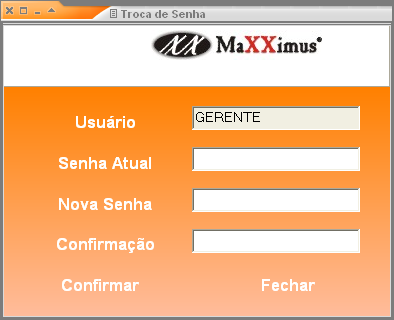 Troca de Senha
XX MaXXimus
Usuário
GERENTE
Senha Atual
Nova Senha
Confirmação
Confirmar
Fechar